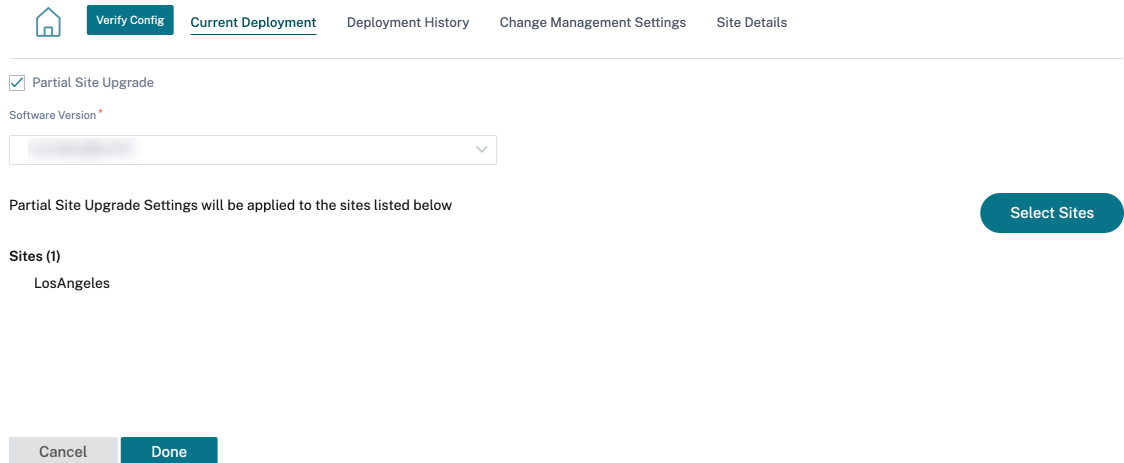 Verify Config Current Deployment Deployment History Change Management Settings Site Details
Partial Site Upgrade
Software Version *
Partial Site Upgrade Settings will be applied to the sites listed below
Select Sites
Sites (1)
LosAngeles
Cancel Done